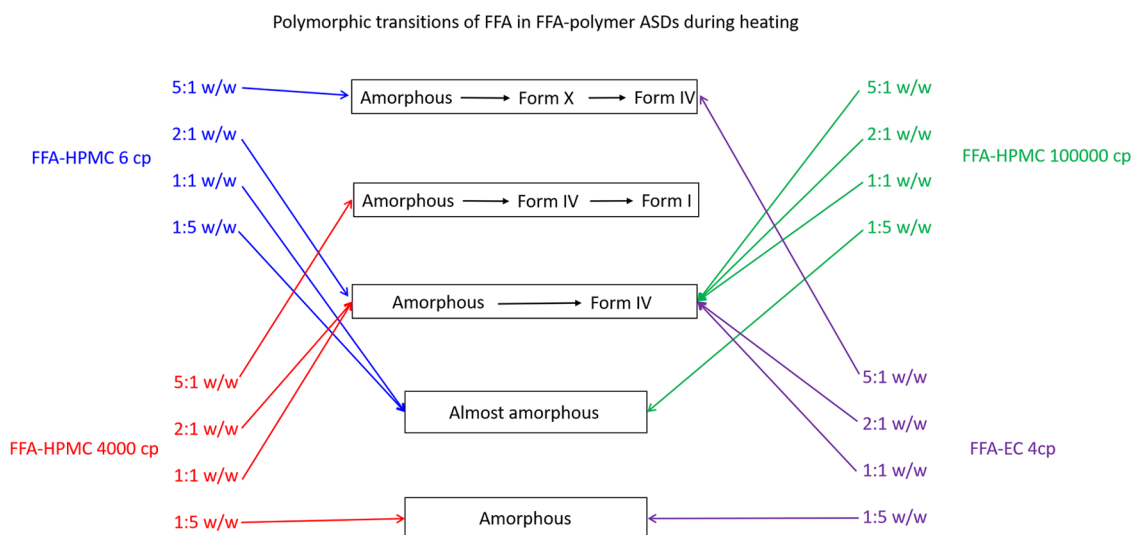 Polymorphic transitions of FFA in FFA-polymer ASDs during heating
FFA-HPMC 6 cp
5:1 w/w
2:1 w/w
1:1 w/w
1:5 w/w
FFA-HPMC 4000 cp
5:1 w/w
2:1 w/w
1:1 w/w
1:5 w/w
Amorphous Form X Form IV
Amorphous Form IV Form I
Amorphous Form IV
Almost amorphous
Amorphous
5:1 w/w
2:1 w/w
1:1 w/w
1:5 w/w
FFA-HPMC 100000 cp
5:1 w/w
2:1 w/w
1:1 w/w
1:5 w/w
FFA-EC 4cp